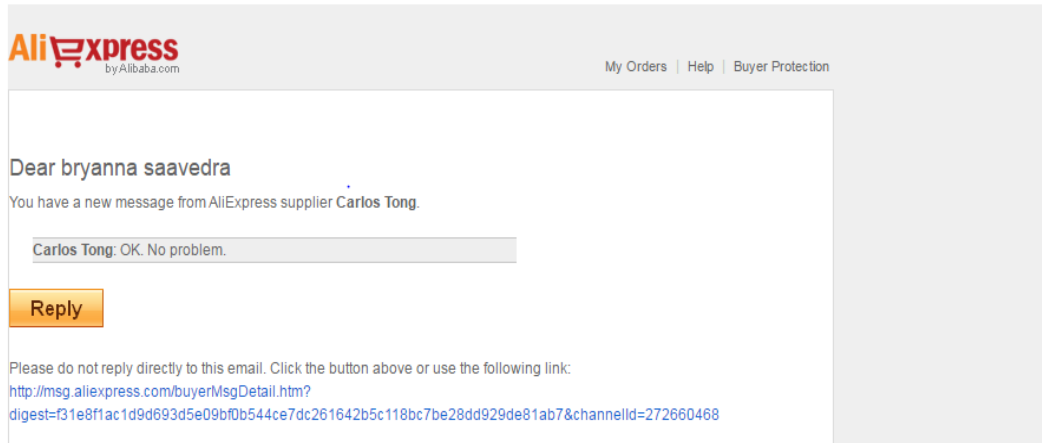 AliExpress
by Alibaba.com
My Orders | Help | Buyer Protection
Dear bryanna saavedra
You have a new message from AliExpress supplier Carlos Tong.
Carlos Tong: OK. No problem.
Reply
Please do not reply directly to this email. Click the button above or use the following link:
http://msg.aliexpress.com/buyerMsgDetail.htm?
digest=f31e8f1ac1d9d693d5e09bf0b544ce7dc261642b5c118bc7be28dd929de81ab7&channelId=272660468